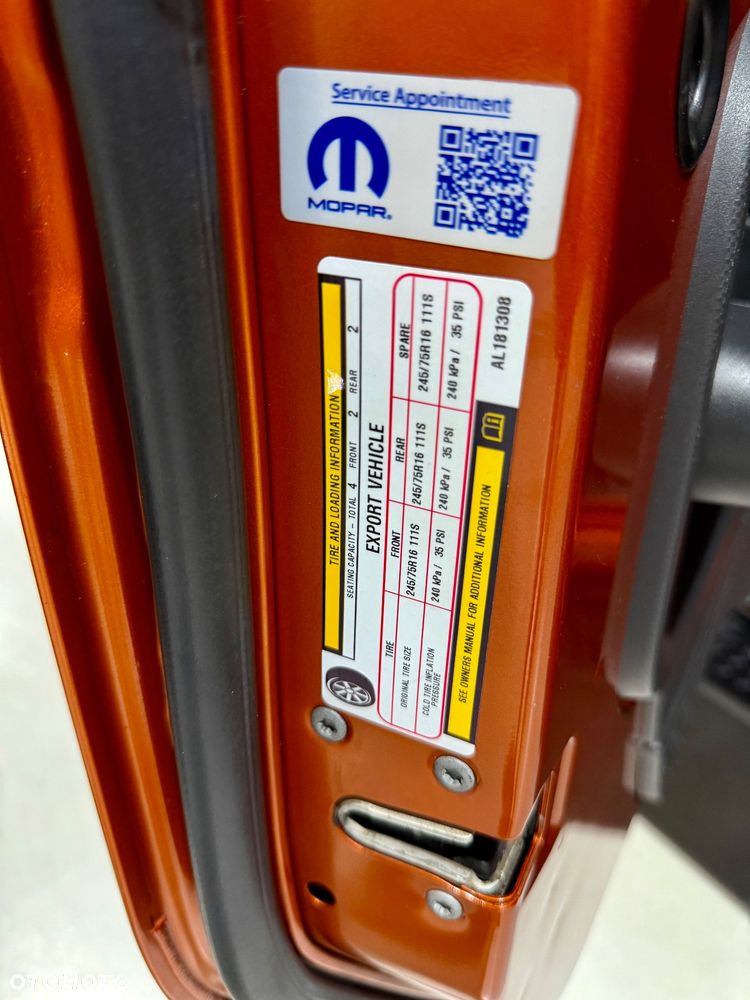 Service Appointment
MOPAR®
TIRE AND LOADING INFORMATION
SEATING CAPACITY - TOTAL 4 FRONT 2 REAR 2
EXPORT VEHICLE
TIRE FRONT REAR SPARE
ORIGINAL TIRE SIZE 245/75R16 111S 245/75R16 111S 245/75R16 111S
COLD TIRE INFLATION PRESSURE 240 kPa / 35 PSI 240 kPa / 35 PSI 240 kPa / 35 PSI
SEE OWNERS MANUAL FOR ADDITIONAL INFORMATION
AL181308
OTOMOTO